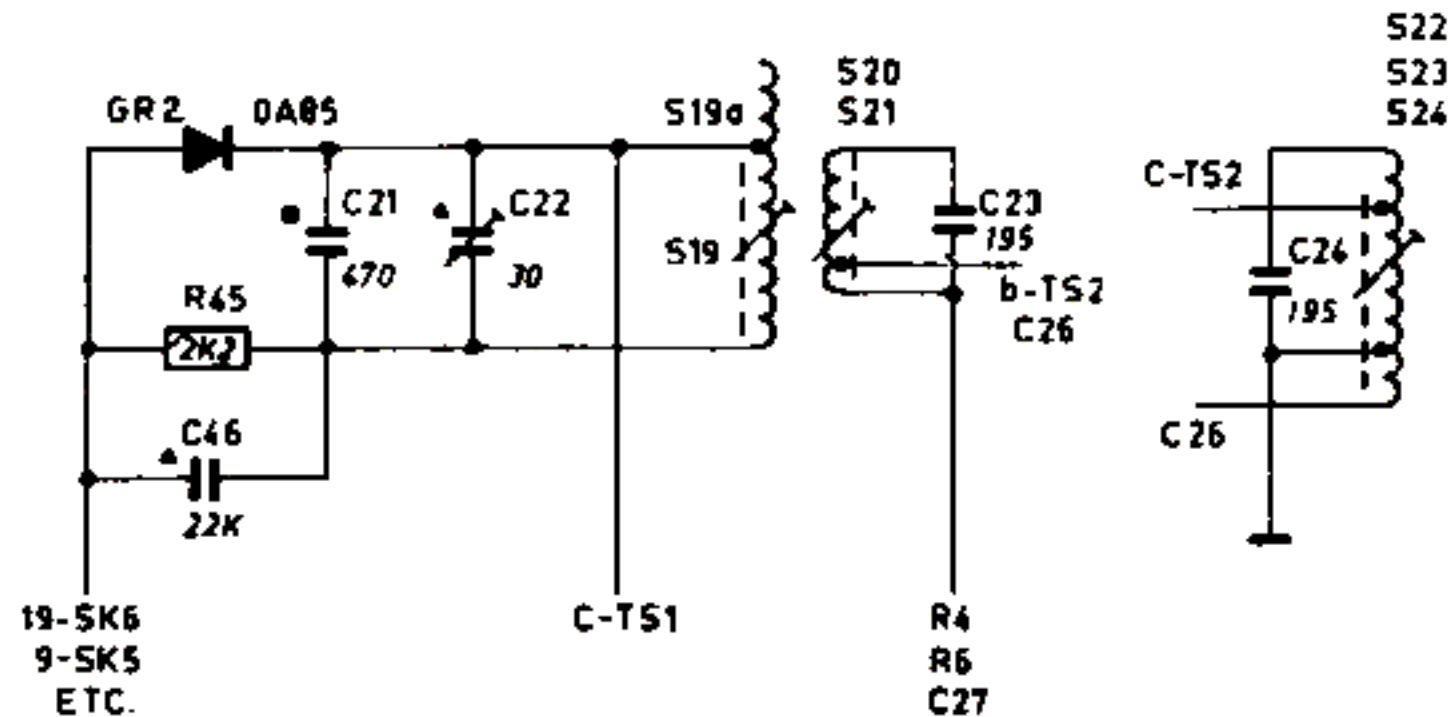 S22
S23
S24
S20
S21
GR2 OA85
S19a
C-TS2
C21
470
C22
30
S19
C23
195
C24
195
b-TS2
C26
R45
2K2
C46
22K
C26
19-SK6
9-SK5
ETC.
C-TS1
R4
R6
C27